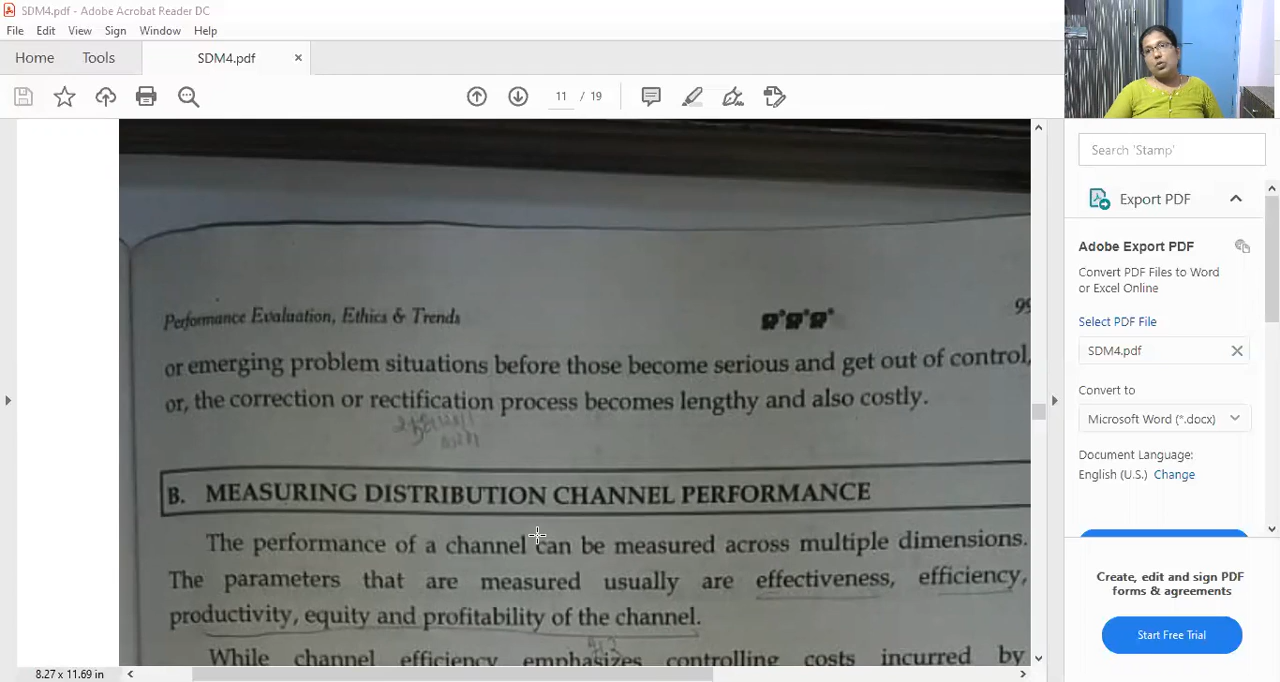 SDM4.pdf - Adobe Acrobat Reader DC
File Edit View Sign Window Help
Home Tools SDM4.pdf
11 / 19
Performance Evaluation, Ethics & Trends 99
or emerging problem situations before those become serious and get out of control,
or, the correction or rectification process becomes lengthy and also costly.
B. MEASURING DISTRIBUTION CHANNEL PERFORMANCE
The performance of a channel can be measured across multiple dimensions.
The parameters that are measured usually are effectiveness, efficiency,
productivity, equity and profitability of the channel.
While channel efficiency emphasizes controlling costs incurred by
8.27 x 11.69 in
Search 'Stamp'
Export PDF
Adobe Export PDF
Convert PDF Files to Word
or Excel Online
Select PDF File
SDM4.pdf
Convert to
Microsoft Word (*.docx)
Document Language:
English (U.S.) Change
Create, edit and sign PDF
forms & agreements
Start Free Trial